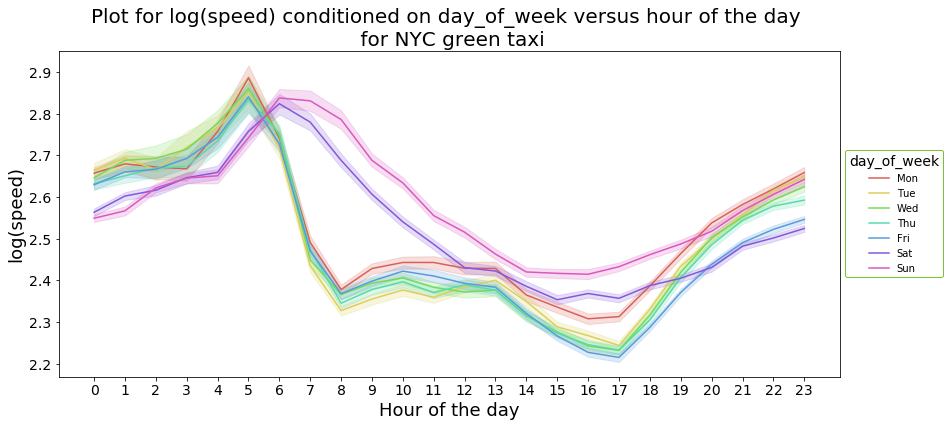 Plot for log(speed) conditioned on day_of_week versus hour of the day
for NYC green taxi
log(speed)
2.9
2.8
2.7
2.6
2.5
2.4
2.3
2.2
0 1 2 3 4 5 6 7 8 9 10 11 12 13 14 15 16 17 18 19 20 21 22 23
Hour of the day
day_of_week
Mon
Tue
Wed
Thu
Fri
Sat
Sun